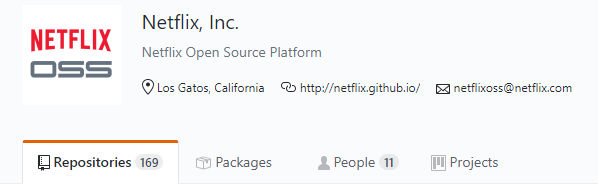 NETFLIX
OSS
Netflix, Inc.
Netflix Open Source Platform
Los Gatos, California http://netflix.github.io/ netflixoss@netflix.com
Repositories 169 Packages People 11 Projects